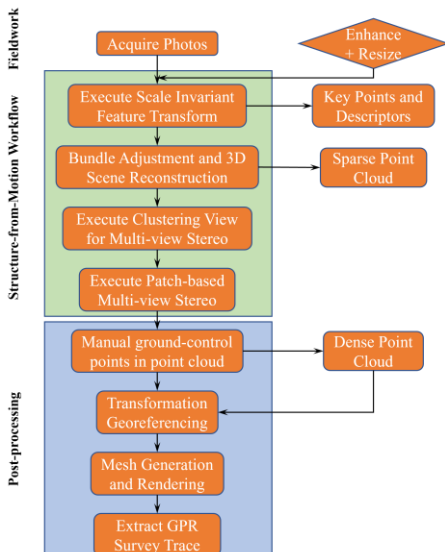 Fieldwork
Acquire Photos
Enhance
+ Resize
Structure-from-Motion Workflow
Execute Scale Invariant
Feature Transform
Key Points and
Descriptors
Bundle Adjustment and 3D
Scene Reconstruction
Sparse Point
Cloud
Execute Clustering View
for Multi-view Stereo
Execute Patch-based
Multi-view Stereo
Post-processing
Manual ground-control
points in point cloud
Dense Point
Cloud
Transformation
Georeferencing
Mesh Generation
and Rendering
Extract GPR
Survey Trace